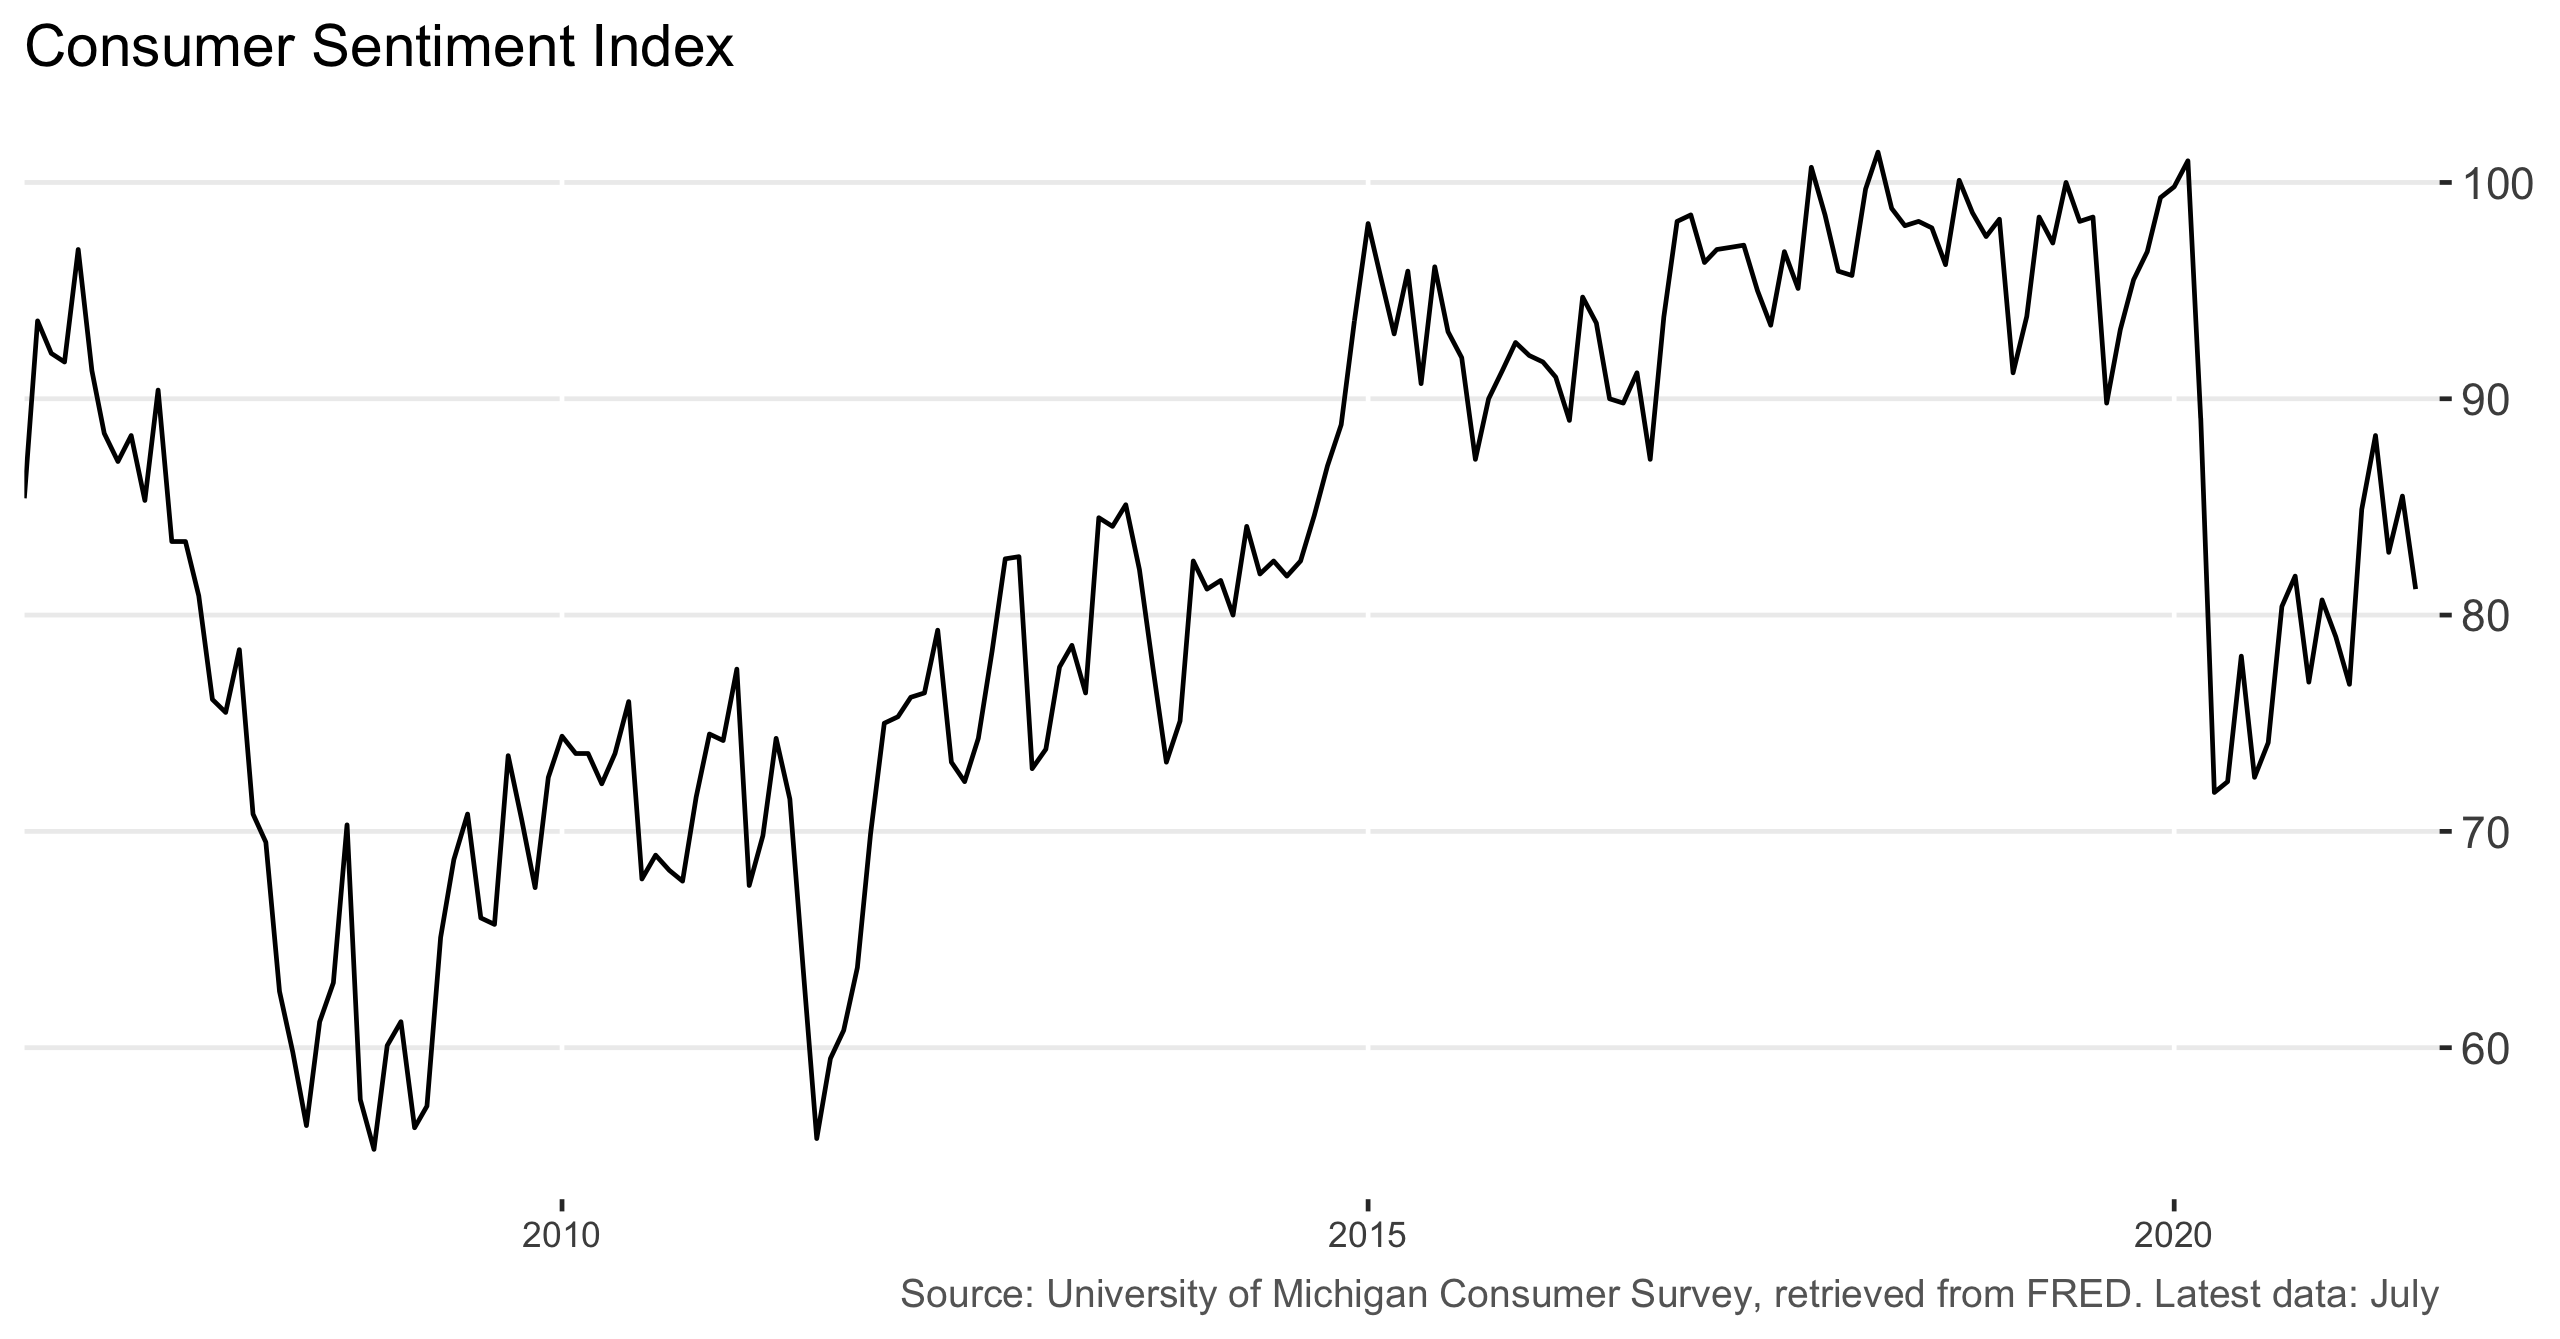 Consumer Sentiment Index
100
90
80
70
60
2010 2015 2020
Source: University of Michigan Consumer Survey, retrieved from FRED. Latest data: July